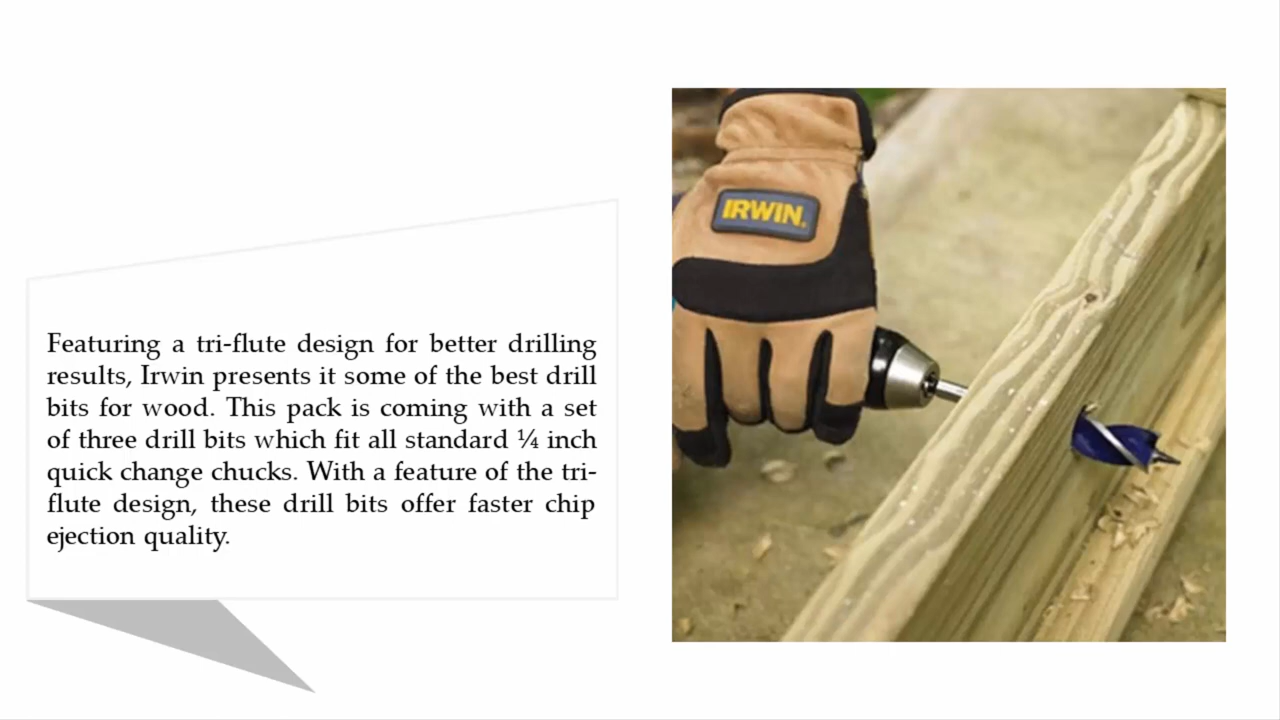 Featuring a tri-flute design for better drilling
results, Irwin presents it some of the best drill
bits for wood. This pack is coming with a set
of three drill bits which fit all standard ¼ inch
quick change chucks. With a feature of the tri-
flute design, these drill bits offer faster chip
ejection quality.
IRWIN.